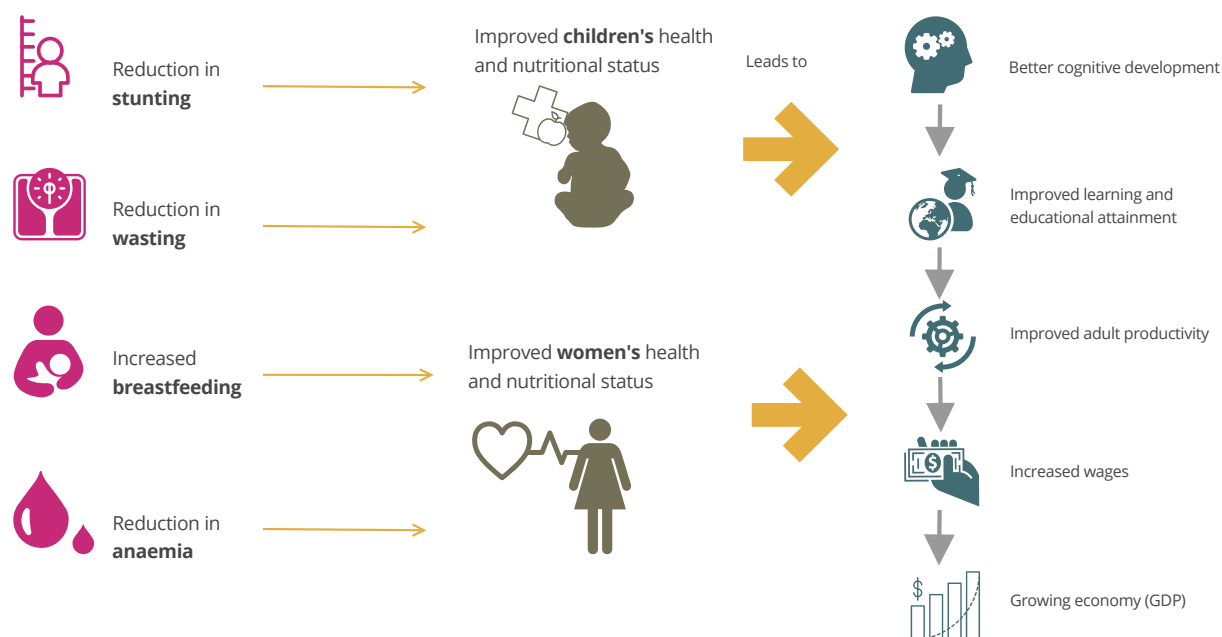 Reduction in
stunting
Reduction in
wasting
Increased
breastfeeding
Reduction in
anaemia
Improved children's health
and nutritional status
Improved women's health
and nutritional status
Leads to
Better cognitive development
Improved learning and
educational attainment
Improved adult productivity
$
Increased wages
$
Growing economy (GDP)